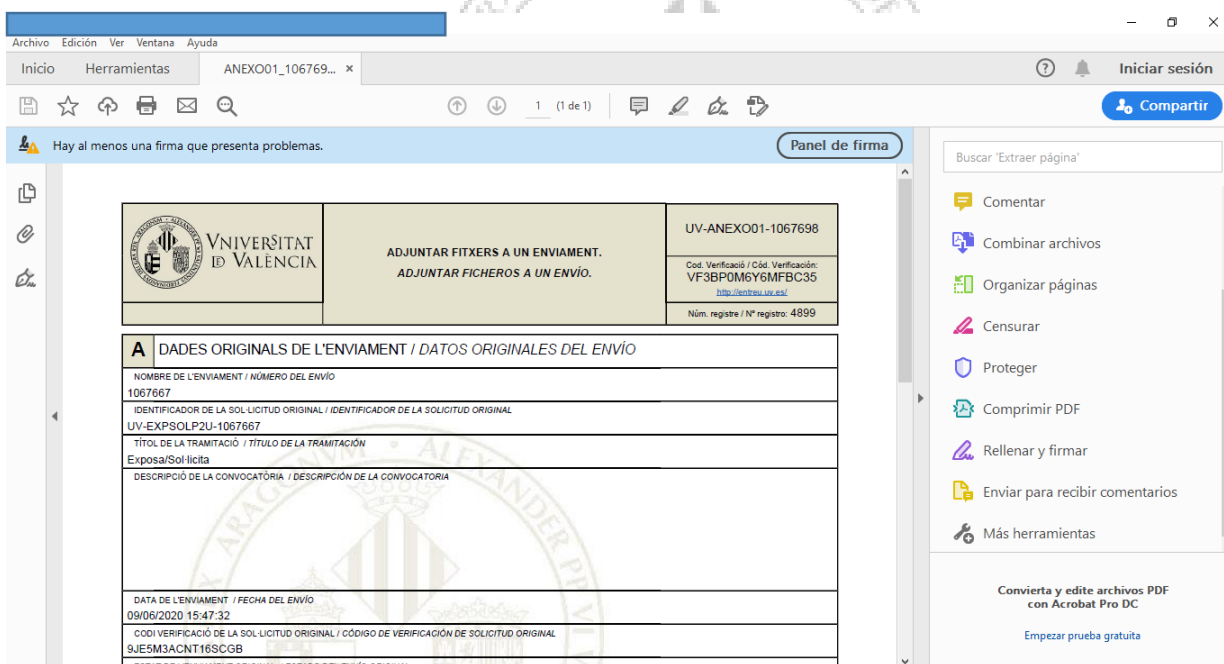 Archivo Edición Ver Ventana Ayuda
Inicio Herramientas ANEXO01_106769... × Iniciar sesión
1 (1 de 1) Compartir
Hay al menos una firma que presenta problemas. Panel de firma
Buscar 'Extraer página'
Comentar
Combinar archivos
Organizar páginas
Censurar
Proteger
Comprimir PDF
Rellenar y firmar
Enviar para recibir comentarios
Más herramientas
Convierta y edite archivos PDF
con Acrobat Pro DC
Empezar prueba gratuita
VNIVERSITAT
ID VALÈNCIA
ADJUNTAR FITXERS A UN ENVIAMENT.
ADJUNTAR FICHEROS A UN ENVÍO.
UV-ANEXO01-1067698
Cod. Verificació / Cód. Verificación:
VF3BP0M6Y6MFBC35
http://entreu.uv.es/
Núm. registre / Nº registro: 4899
A DADES ORIGINALS DE L'ENVIAMENT / DATOS ORIGINALES DEL ENVÍO
NOMBRE DE L'ENVIAMENT / NÚMERO DEL ENVÍO
1067667
IDENTIFICADOR DE LA SOL·LICITUD ORIGINAL / IDENTIFICADOR DE LA SOLICITUD ORIGINAL
UV-EXPSOLP2U-1067667
TÍTOL DE LA TRAMITACIÓ / TÍTULO DE LA TRAMITACIÓN
Exposa/Sol·licita
DESCRIPCIÓ DE LA CONVOCATÒRIA / DESCRIPCIÓN DE LA CONVOCATORIA
DATA DE L'ENVIAMENT / FECHA DEL ENVÍO
09/06/2020 15:47:32
CODI VERIFICACIÓ DE LA SOL·LICITUD ORIGINAL / CÓDIGO DE VERIFICACIÓN DE SOLICITUD ORIGINAL
9JE5M3ACNT16SCGB